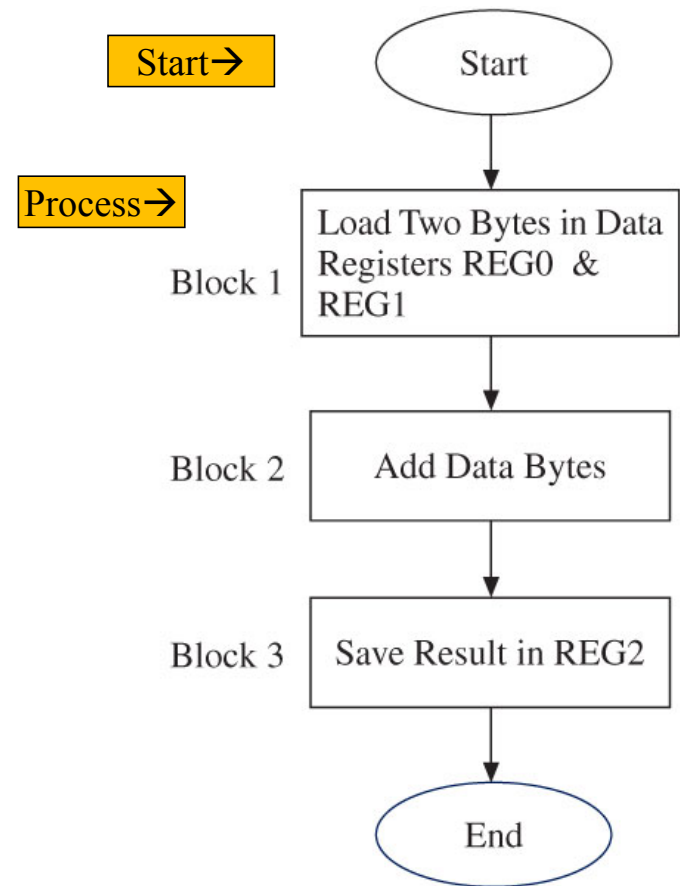 Start→
Start
Process→
Load Two Bytes in Data
Registers REG0 &
REG1
Block 1
Block 2
Add Data Bytes
Block 3
Save Result in REG2
End